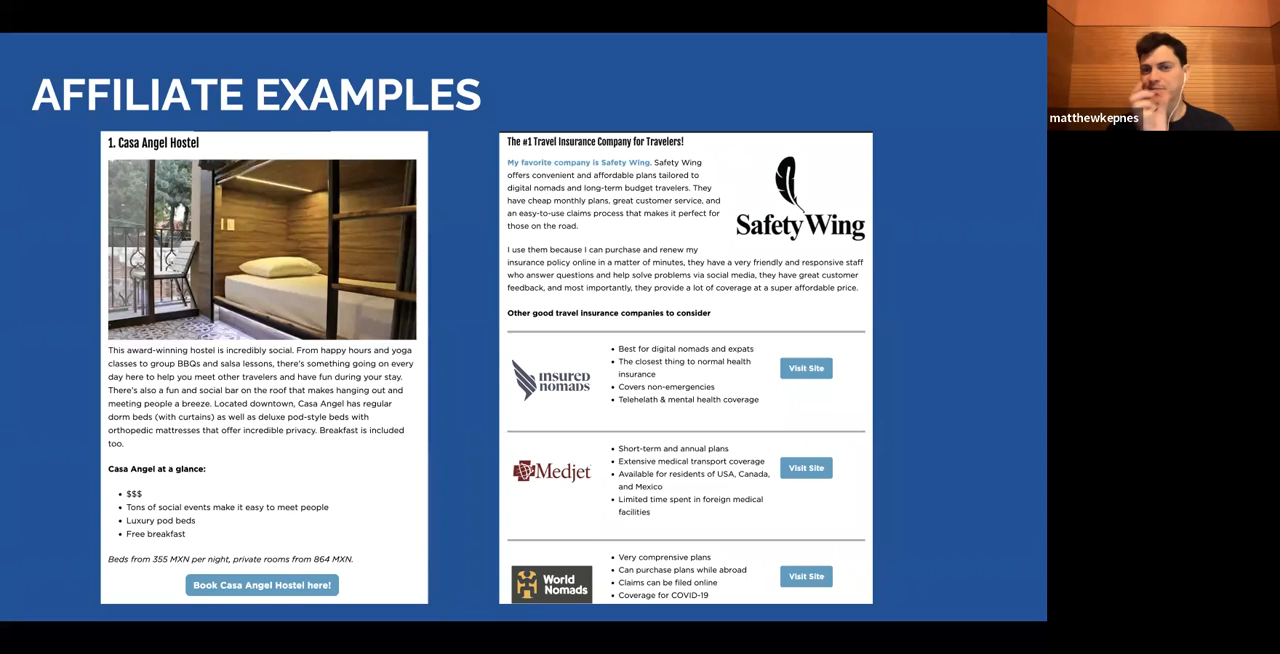 AFFILIATE EXAMPLES
1. Casa Angel Hostel
This award-winning hostel is incredibly social. From happy hours and yoga
classes to group BBQs and salsa lessons, there's something going on every
day here to help you meet other travelers and have fun during your stay.
There's also a fun and social bar on the roof that makes hanging out and
meeting people a breeze. Located downtown, Casa Angel has regular
dorm beds (with curtains) as well as deluxe pod-style beds with
orthopedic mattresses that offer incredible privacy. Breakfast is included
too.
Casa Angel at a glance:
• $$$
• Tons of social events make it easy to meet people
• Luxury pod beds
• Free breakfast
Beds from 355 MXN per night, private rooms from 864 MXN.
Book Casa Angel Hostel here!
The #1 Travel Insurance Company for Travelers!
My favorite company is Safety Wing. Safety Wing
offers convenient and affordable plans tailored to
digital nomads and long-term budget travelers. They
have cheap monthly plans, great customer service, and
an easy-to-use claims process that makes it perfect for
those on the road.
SafetyWing
I use them because I can purchase and renew my
insurance policy online in a matter of minutes, they have a very friendly and responsive staff
who answer questions and help solve problems via social media, they have great customer
feedback, and most importantly, they provide a lot of coverage at a super affordable price.
Other good travel insurance companies to consider
INSURED
NOMADS
• Best for digital nomads and expats
• The closest thing to normal health
insurance
• Covers non-emergencies
• Telehelath & mental health coverage
Visit Site
Medjet
• Short-term and annual plans
• Extensive medical transport coverage
• Available for residents of USA, Canada,
and Mexico
• Limited time spent in foreign medical
facilities
Visit Site
World
Nomads
• Very comprensive plans
• Can purchase plans while abroad
• Claims can be filed online
• Coverage for COVID-19
Visit Site
matthewkepnes